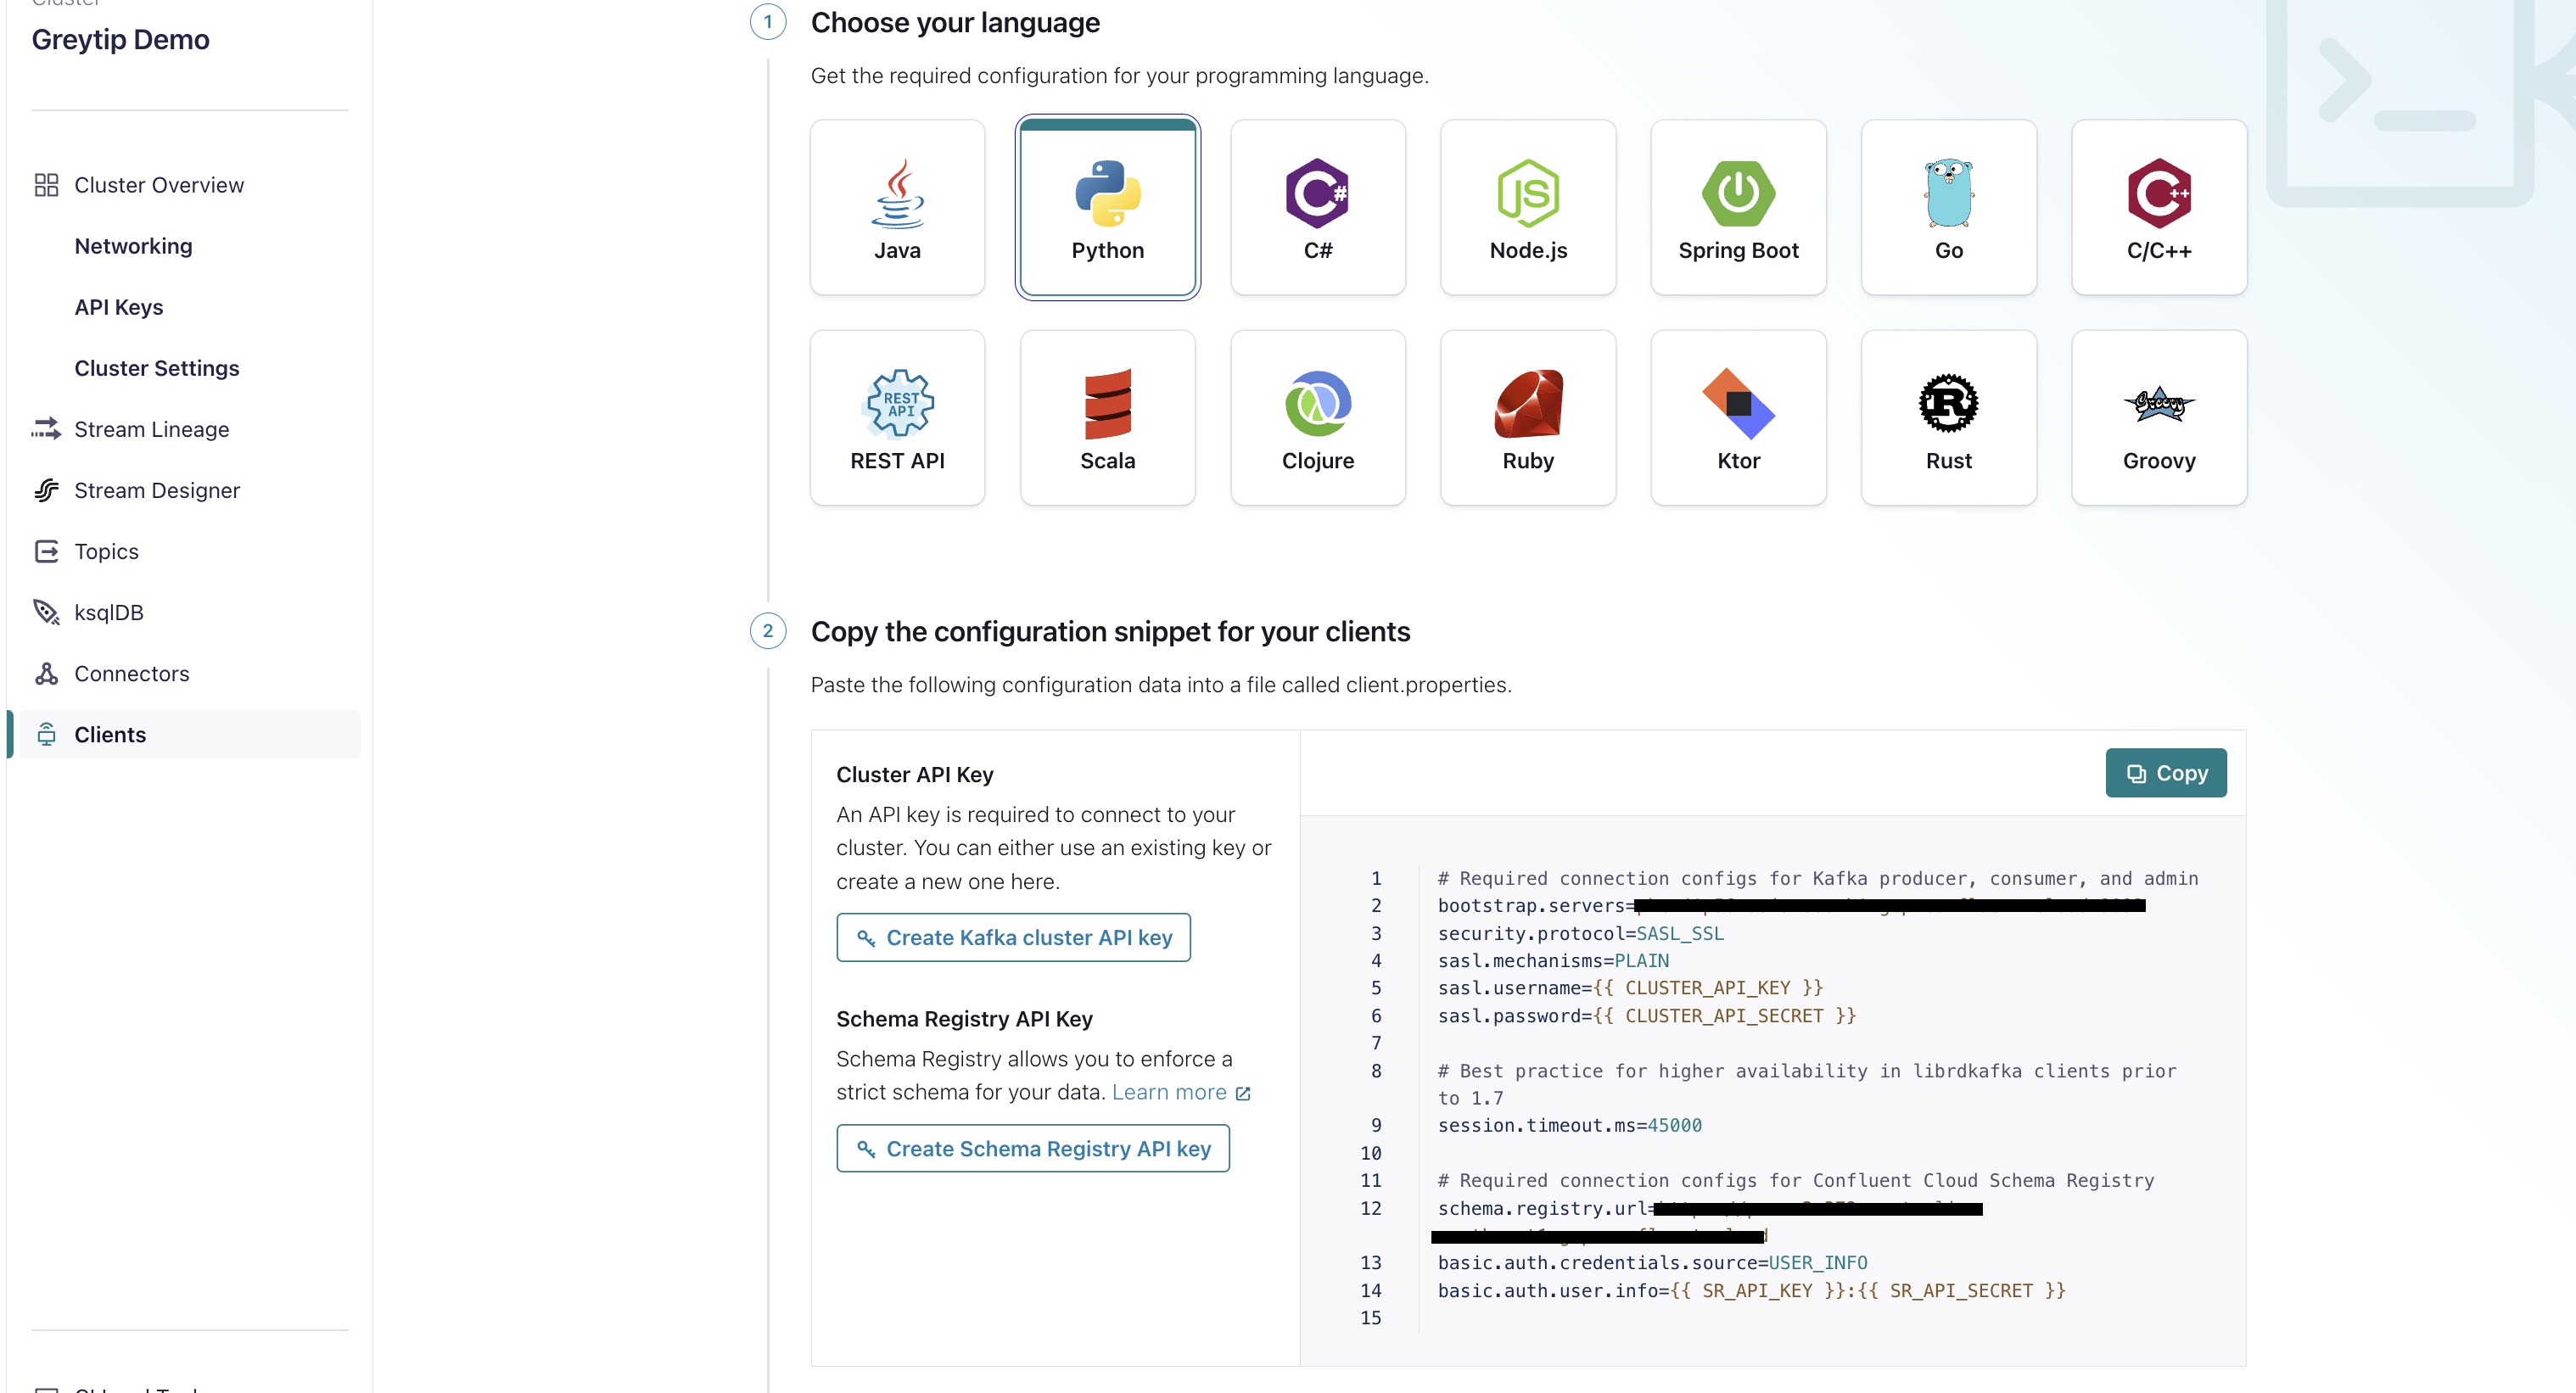 Cluster
Greytip Demo
Cluster Overview
Networking
API Keys
Cluster Settings
Stream Lineage
Stream Designer
Topics
ksqlDB
Connectors
Clients
1
Choose your language
Get the required configuration for your programming language.
Java
Python
C#
Node.js
Spring Boot
Go
C/C++
REST API
REST API
Scala
Clojure
Ruby
Ktor
Rust
Groovy
2
Copy the configuration snippet for your clients
Paste the following configuration data into a file called client.properties.
Cluster API Key
An API key is required to connect to your
cluster. You can either use an existing key or
create a new one here.
Create Kafka cluster API key
Schema Registry API Key
Schema Registry allows you to enforce a
strict schema for your data. Learn more
Create Schema Registry API key
Copy
1 # Required connection configs for Kafka producer, consumer, and admin
2 bootstrap.servers=
3 security.protocol=SASL_SSL
4 sasl.mechanisms=PLAIN
5 sasl.username={{ CLUSTER_API_KEY }}
6 sasl.password={{ CLUSTER_API_SECRET }}
7
8 # Best practice for higher availability in librdkafka clients prior
to 1.7
9 session.timeout.ms=45000
10
11 # Required connection configs for Confluent Cloud Schema Registry
12 schema.registry.url=
13 basic.auth.credentials.source=USER_INFO
14 basic.auth.user.info={{ SR_API_KEY }}:{{ SR_API_SECRET }}
15